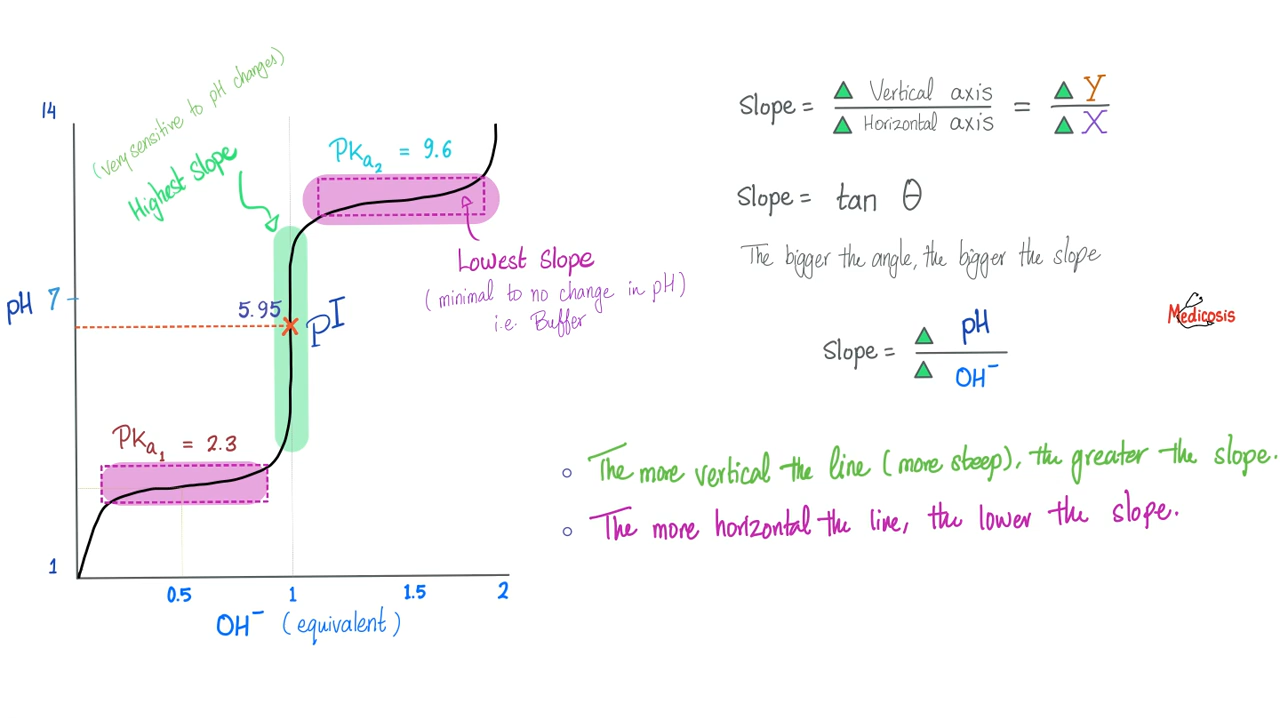 14
(very sensitive to pH changes)
Highest slope
PKa₂ = 9.6
Lowest slope
(minimal to no change in pH)
i.e. Buffer
pH 7
5.95
PI
PKa₁ = 2.3
1
0.5 1 1.5 2
OH⁻ (equivalent)
Slope = ▲ Vertical axis / ▲ Horizontal axis = ▲ Y / ▲ X
Slope = tan θ
The bigger the angle, the bigger the slope
Slope = ▲ pH / ▲ OH⁻
Medicosis
○ The more vertical the line (more steep), the greater the slope.
○ The more horizontal the line, the lower the slope.